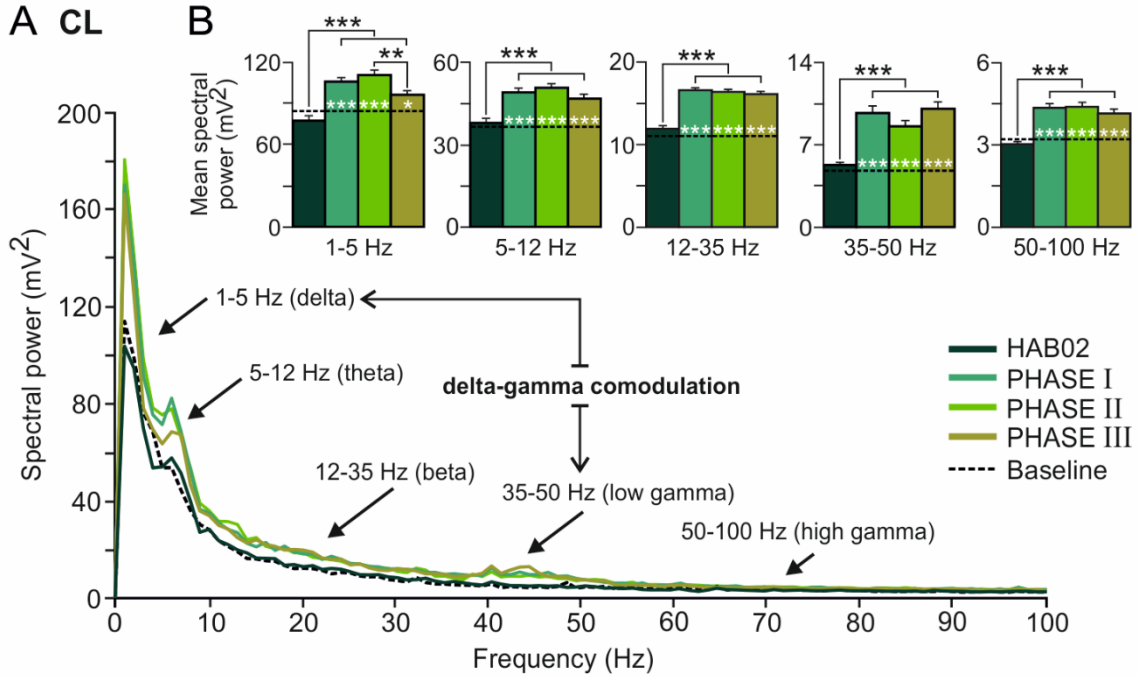 A CL
B
Mean spectral
power (mV2)
120
80
60
0
***
**
*** *** *
1-5 Hz
60
30
0
***
*** *** ***
5-12 Hz
20
10
0
***
*** *** ***
12-35 Hz
14
7
0
***
*** *** ***
35-50 Hz
6
3
0
***
*** *** ***
50-100 Hz
Spectral power (mV2)
200
160
120
80
40
0
1-5 Hz (delta)
5-12 Hz (theta)
delta-gamma comodulation
12-35 Hz (beta)
35-50 Hz (low gamma)
50-100 Hz (high gamma)
HAB02
PHASE I
PHASE II
PHASE III
Baseline
0 10 20 30 40 50 60 70 80 90 100
Frequency (Hz)